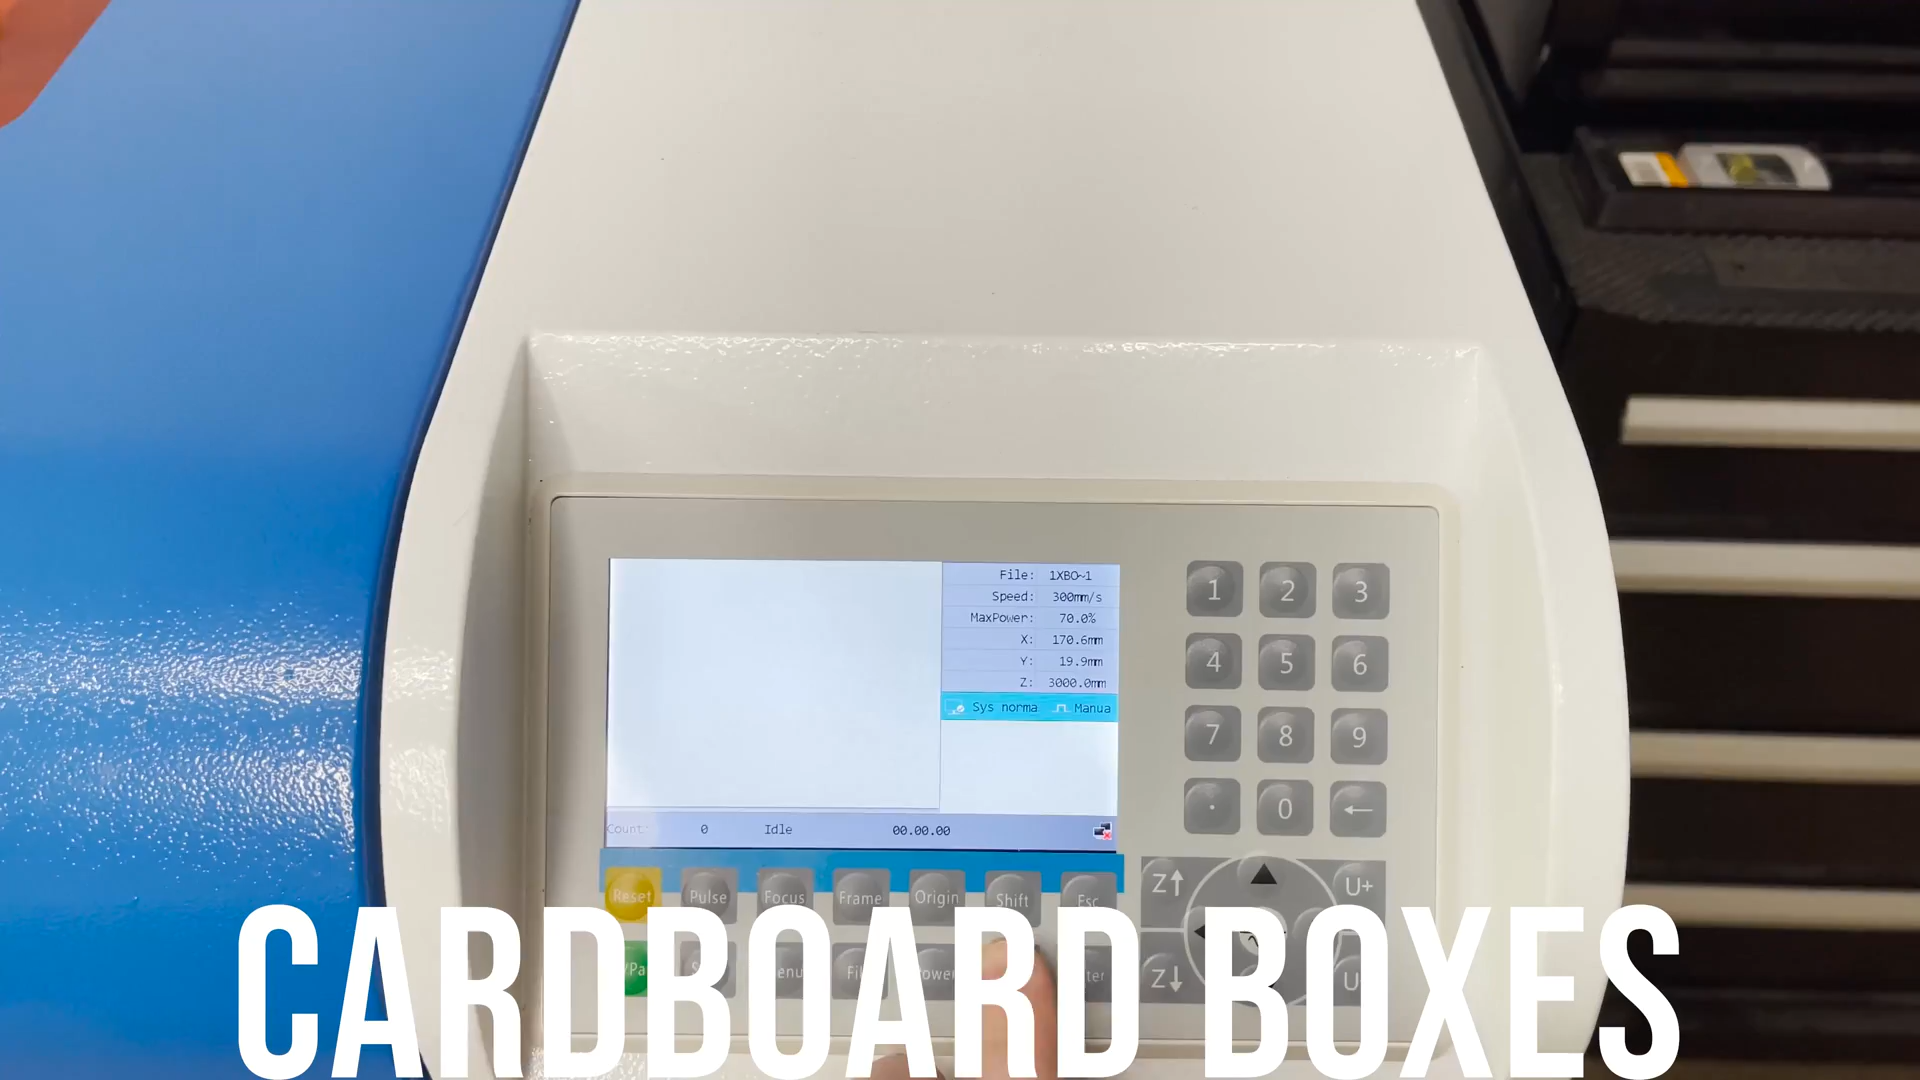 File: 1XBO~1
Speed: 300mm/s
MaxPower: 70.0%
X: 170.6mm
Y: 19.9mm
Z: 3000.0mm
Sys norma Manua
Count: 0 Idle 00.00.00
1 2 3
4 5 6
7 8 9
. 0 ←
Reset Pulse Focus Frame Origin Shift Esc
Z↑ U+
Z↓ U
CARDBOARD BOXES